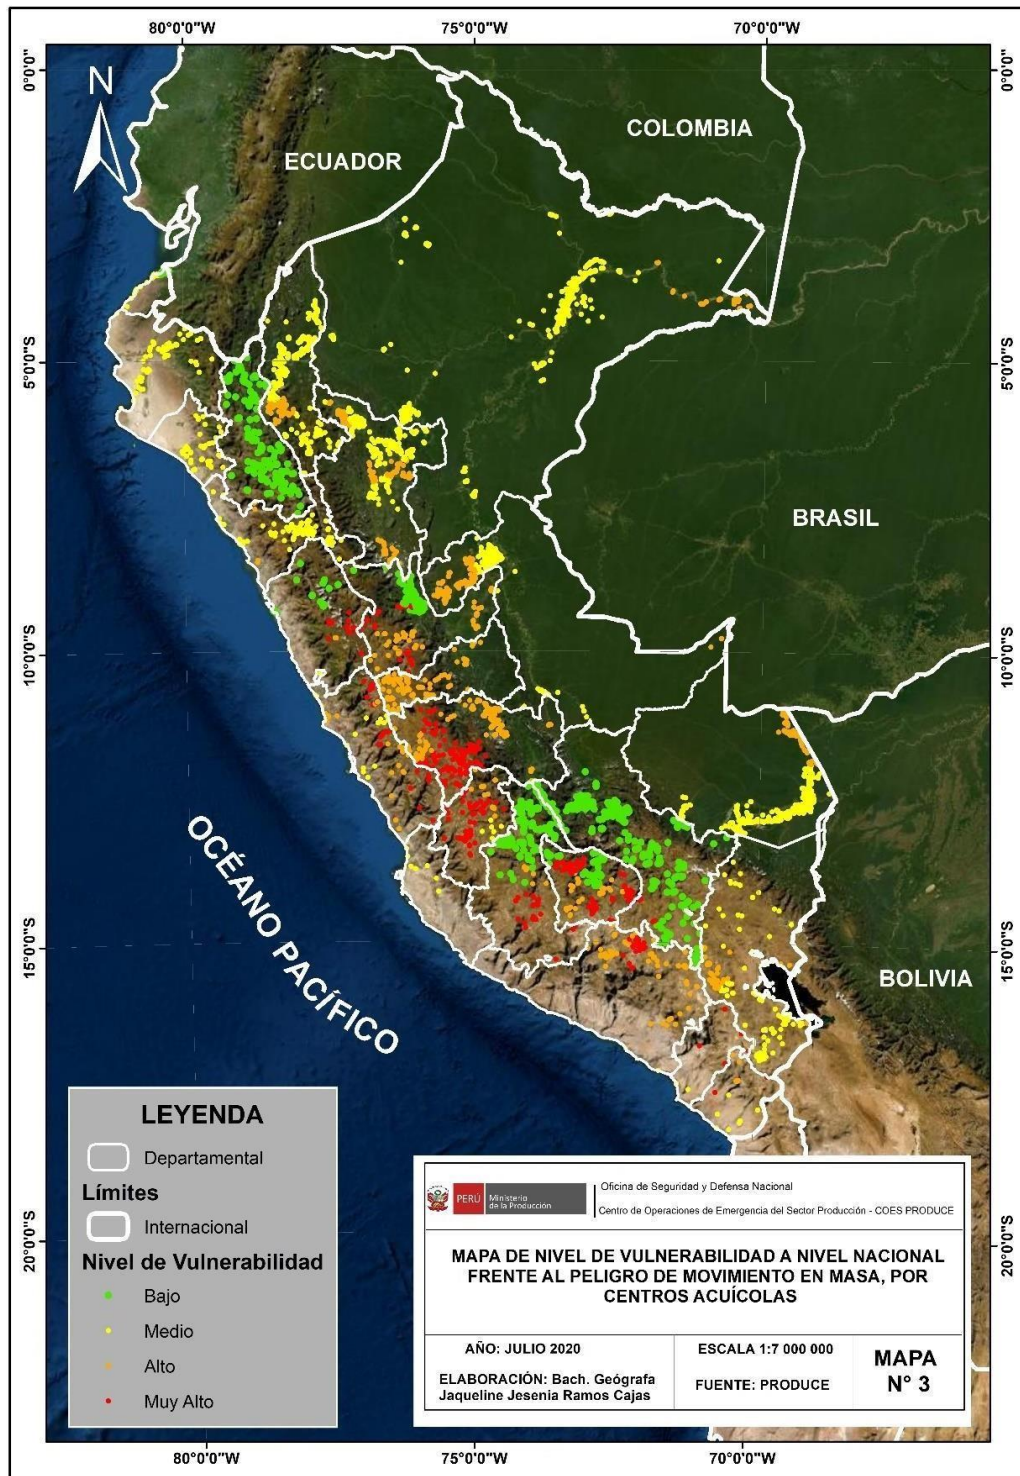 80°0'0"W 75°0'0"W 70°0'0"W
0°0'0"
0°0'0"
N
COLOMBIA
ECUADOR
5°0'0"S
5°0'0"S
BRASIL
10°0'0"S
10°0'0"S
OCÉANO PACÍFICO
15°0'0"S
15°0'0"S
BOLIVIA
LEYENDA
Departamental
Límites
Internacional
Nivel de Vulnerabilidad
Bajo
Medio
Alto
Muy Alto
20°0'0"S
20°0'0"S
PERÚ
Ministerio
de la Producción
Oficina de Seguridad y Defensa Nacional
Centro de Operaciones de Emergencia del Sector Producción - COES PRODUCE
MAPA DE NIVEL DE VULNERABILIDAD A NIVEL NACIONAL
FRENTE AL PELIGRO DE MOVIMIENTO EN MASA, POR
CENTROS ACUÍCOLAS
AÑO: JULIO 2020
ELABORACIÓN: Bach. Geógrafa
Jaqueline Jesenia Ramos Cajas
ESCALA 1:7 000 000
FUENTE: PRODUCE
MAPA
N° 3
80°0'0"W 75°0'0"W 70°0'0"W